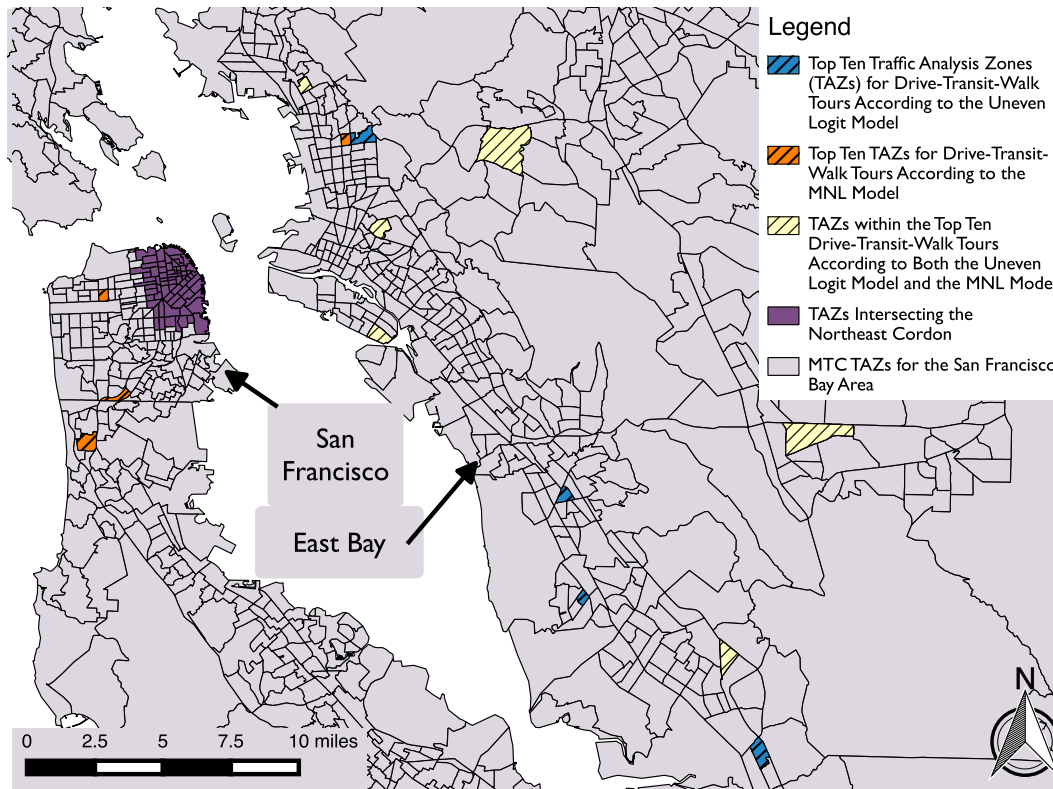 Legend
Top Ten Traffic Analysis Zones
(TAZs) for Drive-Transit-Walk
Tours According to the Uneven
Logit Model
Top Ten TAZs for Drive-Transit-
Walk Tours According to the
MNL Model
TAZs within the Top Ten
Drive-Transit-Walk Tours
According to Both the Uneven
Logit Model and the MNL Mode
TAZs Intersecting the
Northeast Cordon
MTC TAZs for the San Francisco
Bay Area
San
Francisco
East Bay
N
0 2.5 5 7.5 10 miles